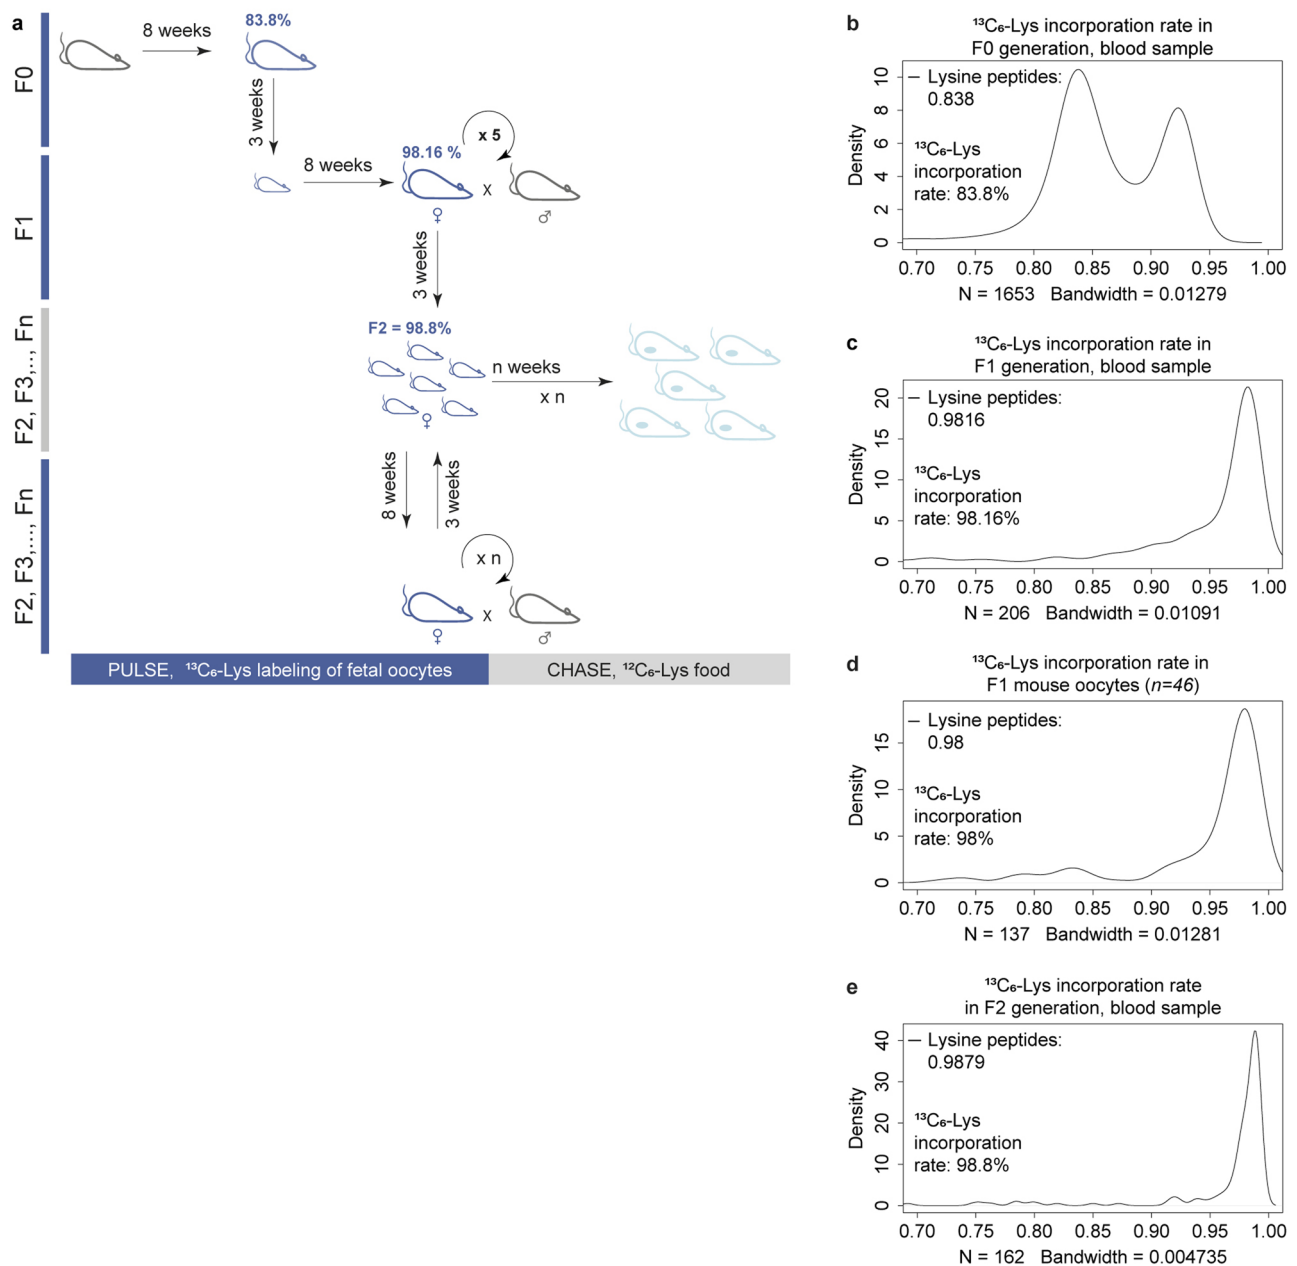 a
F0
F1
F2, F3,..., Fn
F2, F3,..., Fn
8 weeks
83.8%
3 weeks
8 weeks
98.16 %
x 5
X
♀
♂
3 weeks
F2 = 98.8%
♀
n weeks
x n
8 weeks
3 weeks
x n
X
♀
♂
PULSE, ¹³C₆-Lys labeling of fetal oocytes
CHASE, ¹²C₆-Lys food
b
¹³C₆-Lys incorporation rate in
F0 generation, blood sample
Density
10
8
6
4
2
0
— Lysine peptides:
0.838
¹³C₆-Lys
incorporation
rate: 83.8%
0.70 0.75 0.80 0.85 0.90 0.95 1.00
N = 1653 Bandwidth = 0.01279
c
¹³C₆-Lys incorporation rate in
F1 generation, blood sample
Density
20
15
10
5
0
— Lysine peptides:
0.9816
¹³C₆-Lys
incorporation
rate: 98.16%
0.70 0.75 0.80 0.85 0.90 0.95 1.00
N = 206 Bandwidth = 0.01091
d
¹³C₆-Lys incorporation rate in
F1 mouse oocytes (n=46)
Density
15
10
5
0
— Lysine peptides:
0.98
¹³C₆-Lys
incorporation
rate: 98%
0.70 0.75 0.80 0.85 0.90 0.95 1.00
N = 137 Bandwidth = 0.01281
e
¹³C₆-Lys incorporation rate
in F2 generation, blood sample
Density
40
30
20
10
0
— Lysine peptides:
0.9879
¹³C₆-Lys
incorporation
rate: 98.8%
0.70 0.75 0.80 0.85 0.90 0.95 1.00
N = 162 Bandwidth = 0.004735